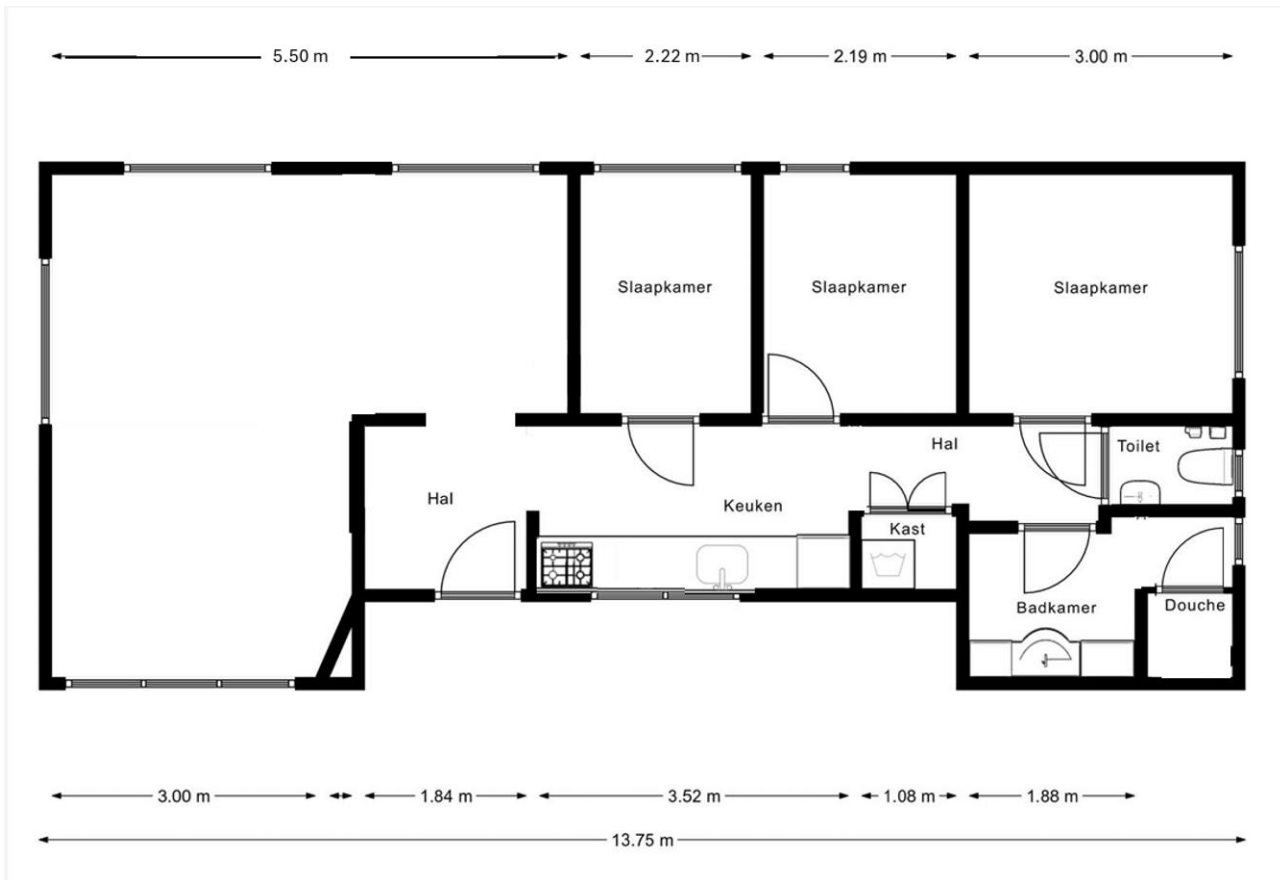 5.50 m
2.22 m
2.19 m
3.00 m
Slaapkamer
Slaapkamer
Slaapkamer
Hal
Toilet
Hal
Keuken
Kast
Badkamer
Douche
3.00 m
1.84 m
3.52 m
1.08 m
1.88 m
13.75 m